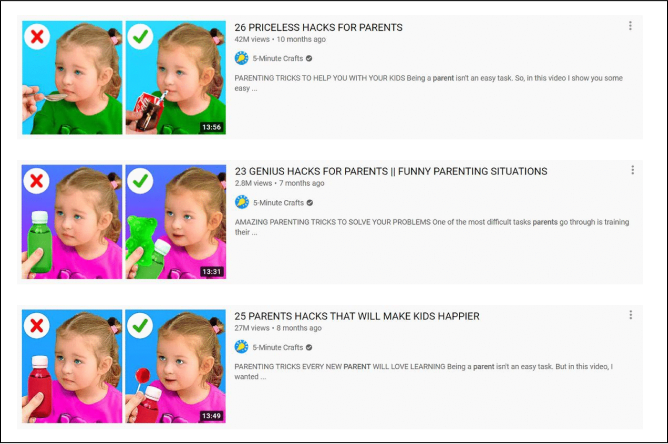 26 PRICELESS HACKS FOR PARENTS
42M views • 10 months ago
5-Minute Crafts
PARENTING TRICKS TO HELP YOU WITH YOUR KIDS Being a parent isn't an easy task. So, in this video I show you some
easy ...
13:56
23 GENIUS HACKS FOR PARENTS || FUNNY PARENTING SITUATIONS
2.8M views • 7 months ago
5-Minute Crafts
AMAZING PARENTING TRICKS TO SOLVE YOUR PROBLEMS One of the most difficult tasks parents go through is training
their ...
13:31
25 PARENTS HACKS THAT WILL MAKE KIDS HAPPIER
27M views • 8 months ago
5-Minute Crafts
PARENTING TRICKS EVERY NEW PARENT WILL LOVE LEARNING Being a parent isn't an easy task. But in this video, I
wanted ...
13:49